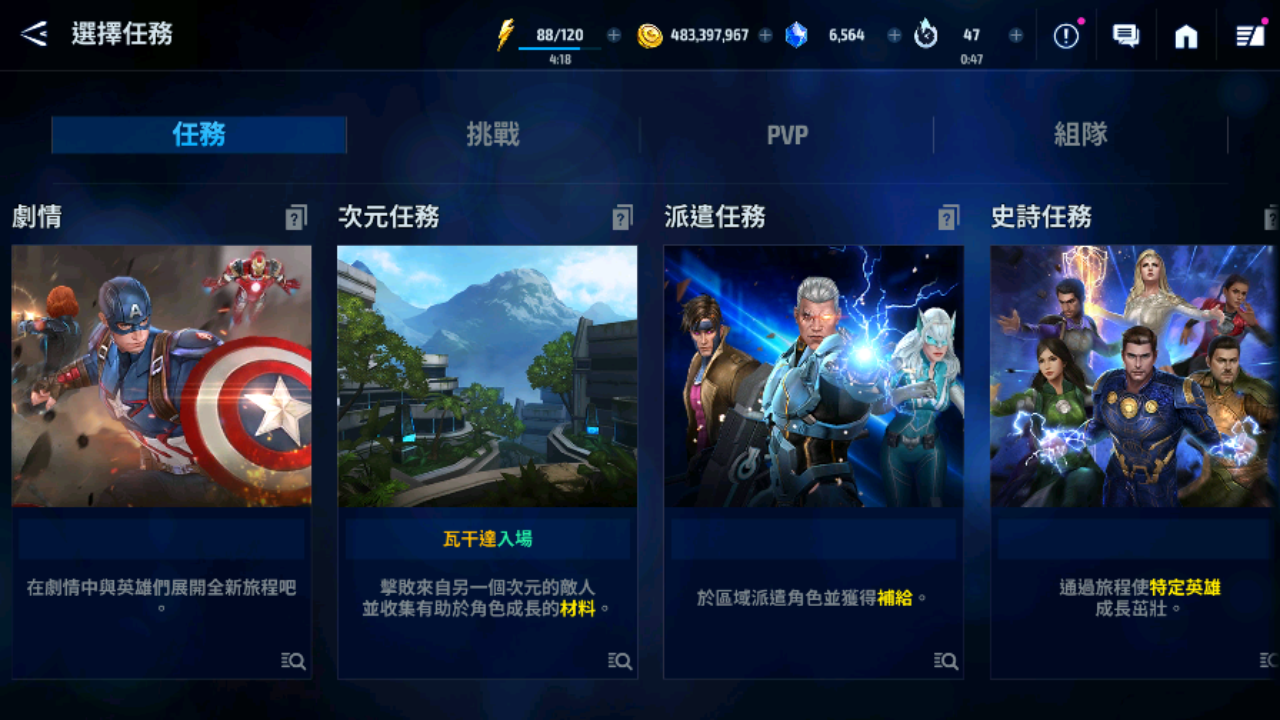 選擇任務
88/120
4:18
483,397,967
6,564
47
0:47
任務
挑戰
PVP
組隊
劇情
次元任務
派遣任務
史詩任務
在劇情中與英雄們展開全新旅程吧
。
瓦干達入場
擊敗來自另一個次元的敵人
並收集有助於角色成長的材料。
於區域派遣角色並獲得補給。
通過旅程使特定英雄
成長茁壯。